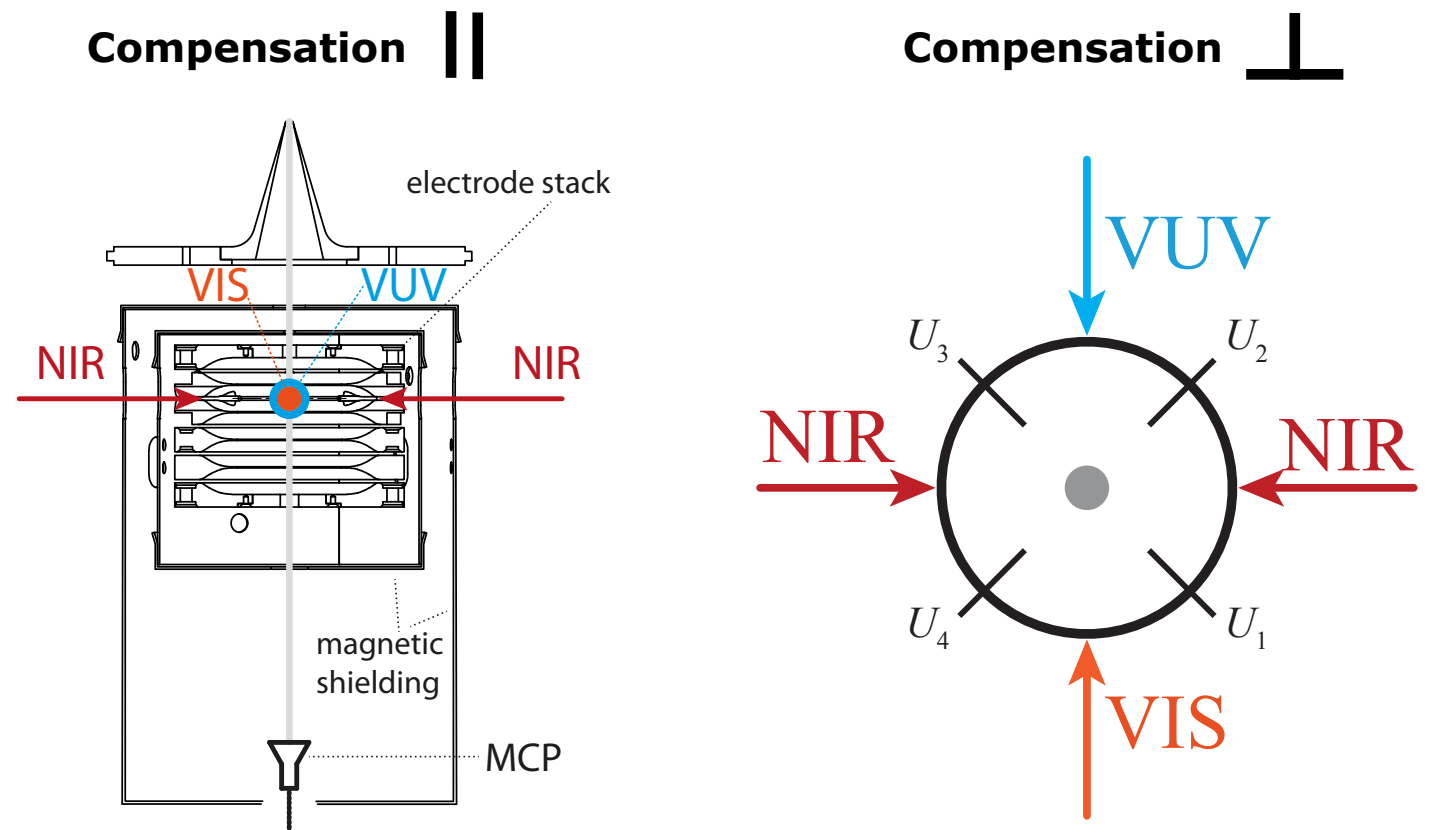 Compensation ||
electrode stack
VIS
VUV
NIR
NIR
magnetic
shielding
MCP
Compensation ⊥
VUV
U3
U2
NIR
NIR
U4
U1
VIS